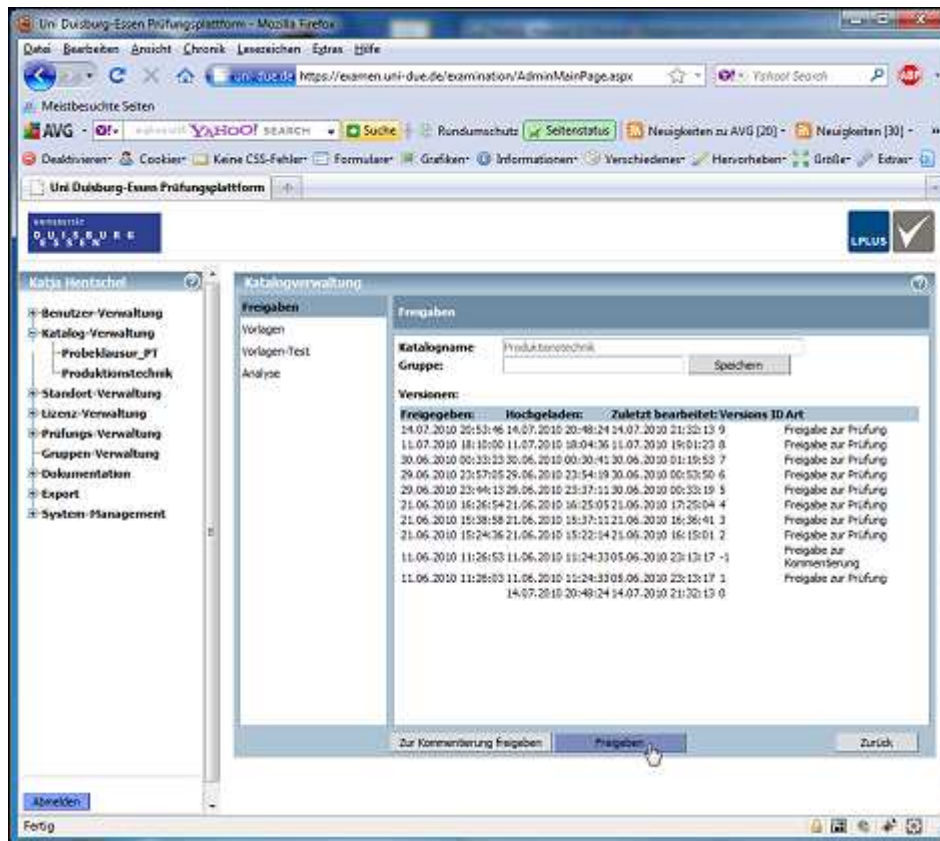 Uni Duisburg-Essen Prüfungsplattform - Mozilla Firefox
Datei Bearbeiten Ansicht Chronik Lesezeichen Extras Hilfe
uni-due.de https://examen.uni-due.de/examination/AdminMainPage.aspx Yahoo! Search ABP
Meistbesuchte Seiten
AVG YAHOO! SEARCH Suche Rundumschutz Seitenstatus Neuigkeiten zu AVG [20] Neuigkeiten [30]
Deaktivieren Cookies Keine CSS-Fehler Formulare Grafiken Informationen Verschiedenes Hervorheben Größe Extras
Uni Duisburg-Essen Prüfungsplattform
UNIVERSITÄT
DUISBURG
ESSEN
LPLUS
Katja Hentschel
Benutzer-Verwaltung
Katalog-Verwaltung
Probeklausur_PT
Produktionstechnik
Standort-Verwaltung
Lizenz-Verwaltung
Prüfungs-Verwaltung
Gruppen-Verwaltung
Dokumentation
Export
System-Management
Abmelden
Katalogverwaltung
Freigaben
Vorlagen
Vorlagen-Test
Analyse
Freigaben
Katalogname Produktionstechnik
Gruppe: Speichern
Versionen:
Freigegeben: Hochgeladen: Zuletzt bearbeitet: Versions ID Art
14.07.2010 20:53:46 14.07.2010 20:48:24 14.07.2010 21:32:13 9 Freigabe zur Prüfung
11.07.2010 18:10:00 11.07.2010 18:04:36 11.07.2010 19:01:23 8 Freigabe zur Prüfung
30.06.2010 00:33:23 30.06.2010 00:30:41 30.06.2010 01:19:53 7 Freigabe zur Prüfung
29.06.2010 23:57:05 29.06.2010 23:54:19 30.06.2010 00:53:50 6 Freigabe zur Prüfung
29.06.2010 23:44:13 29.06.2010 23:37:11 30.06.2010 00:33:19 5 Freigabe zur Prüfung
21.06.2010 16:26:54 21.06.2010 16:25:05 21.06.2010 17:25:04 4 Freigabe zur Prüfung
21.06.2010 15:38:58 21.06.2010 15:37:11 21.06.2010 16:36:41 3 Freigabe zur Prüfung
21.06.2010 15:24:36 21.06.2010 15:22:14 21.06.2010 16:15:01 2 Freigabe zur Prüfung
11.06.2010 11:26:53 11.06.2010 11:24:33 05.06.2010 23:13:17 -1 Freigabe zur
Kommentierung
11.06.2010 11:26:03 11.06.2010 11:24:33 05.06.2010 23:13:17 1 Freigabe zur Prüfung
14.07.2010 20:48:24 14.07.2010 21:32:13 0
Zur Kommentierung freigeben Freigeben Zurück
Fertig